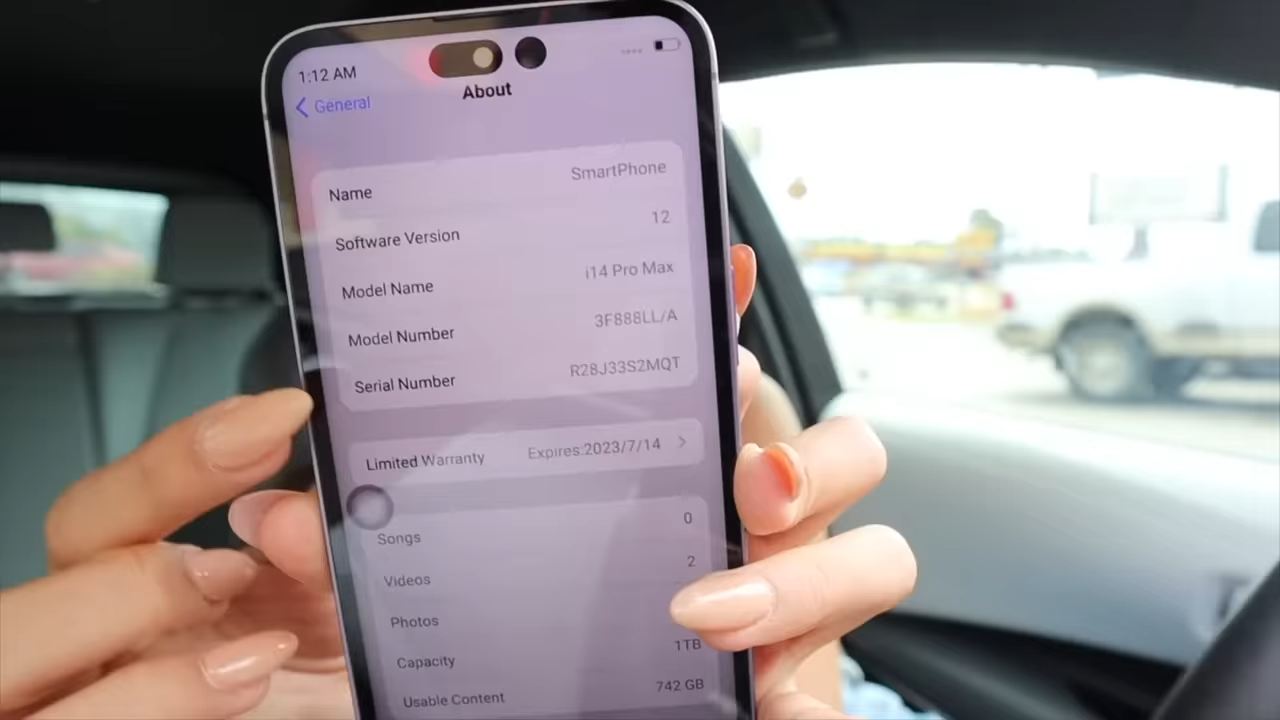 1:12 AM
General
About
Name SmartPhone
Software Version 12
Model Name i14 Pro Max
Model Number 3F888LL/A
Serial Number R28J33S2MQT
Limited Warranty Expires:2023/7/14
Songs 0
Videos 2
Photos
Capacity 1TB
Usable Content 742 GB